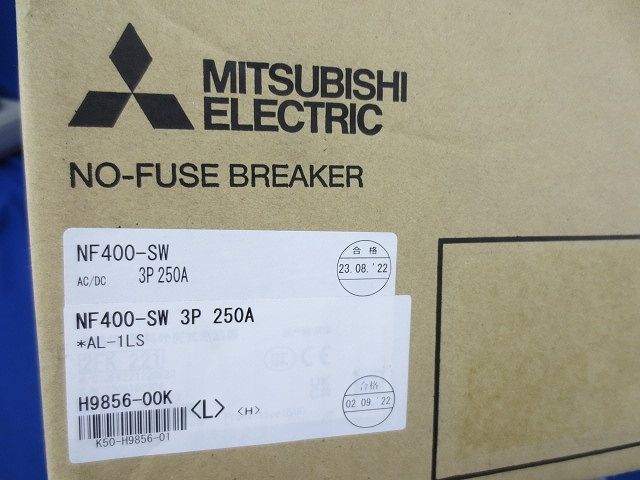 MITSUBISHI
ELECTRIC
NO-FUSE BREAKER
NF400-SW
AC/DC 3P 250A
合格
23.08.'22
NF400-SW 3P 250A
*AL-1LS
H9856-00K <L> <H>
K50-H9856-01
合格
02.09.'22